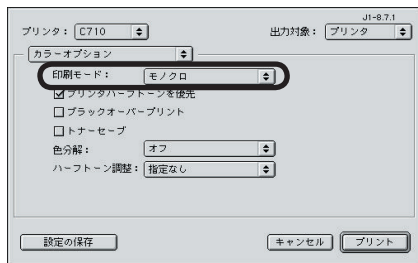 J1-8.7.1
プリンタ： C710 出力対象： プリンタ
カラーオプション
印刷モード： モノクロ
プリンタハーフトーンを優先
ブラックオーバープリント
トナーセーブ
色分解： オフ
ハーフトーン調整： 指定なし
設定の保存 キャンセル プリント